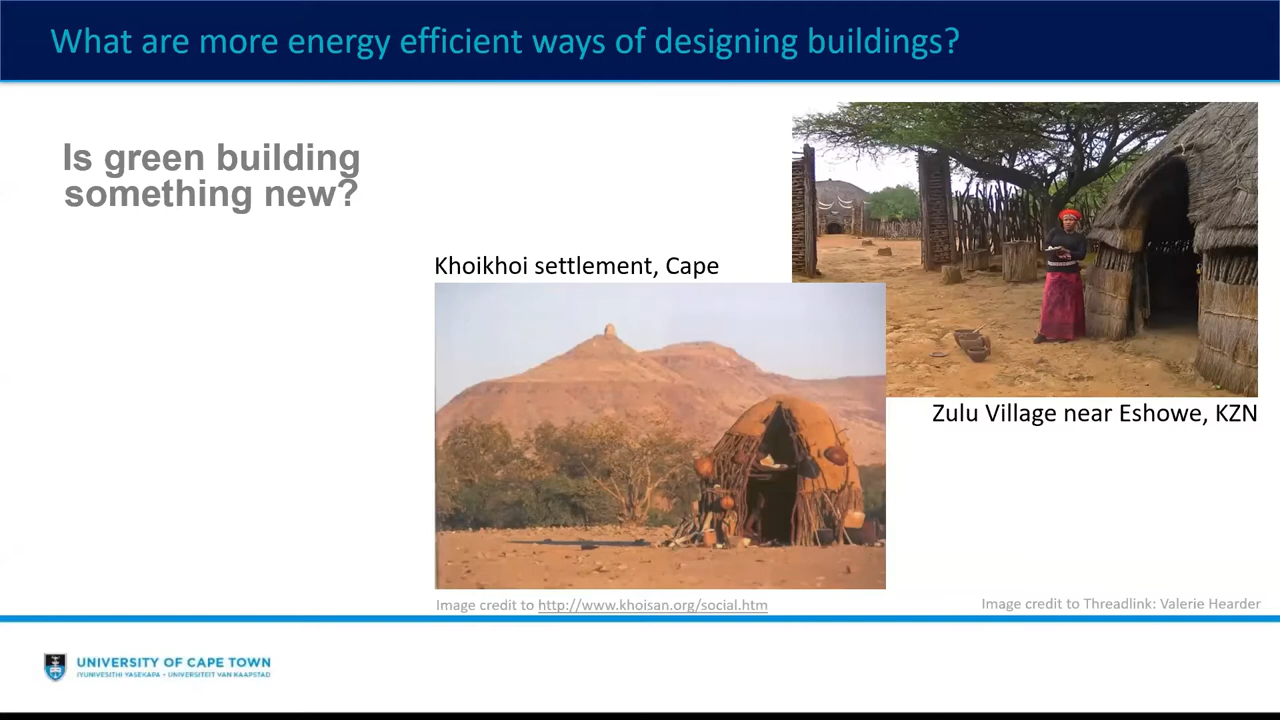 What are more energy efficient ways of designing buildings?
Is green building
something new?
Khoikhoi settlement, Cape
Zulu Village near Eshowe, KZN
Image credit to http://www.khoisan.org/social.htm
Image credit to Threadlink: Valerie Hearder
UNIVERSITY OF CAPE TOWN
IYUNIVESITHI YASEKAPA • UNIVERSITEIT VAN KAAPSTAD